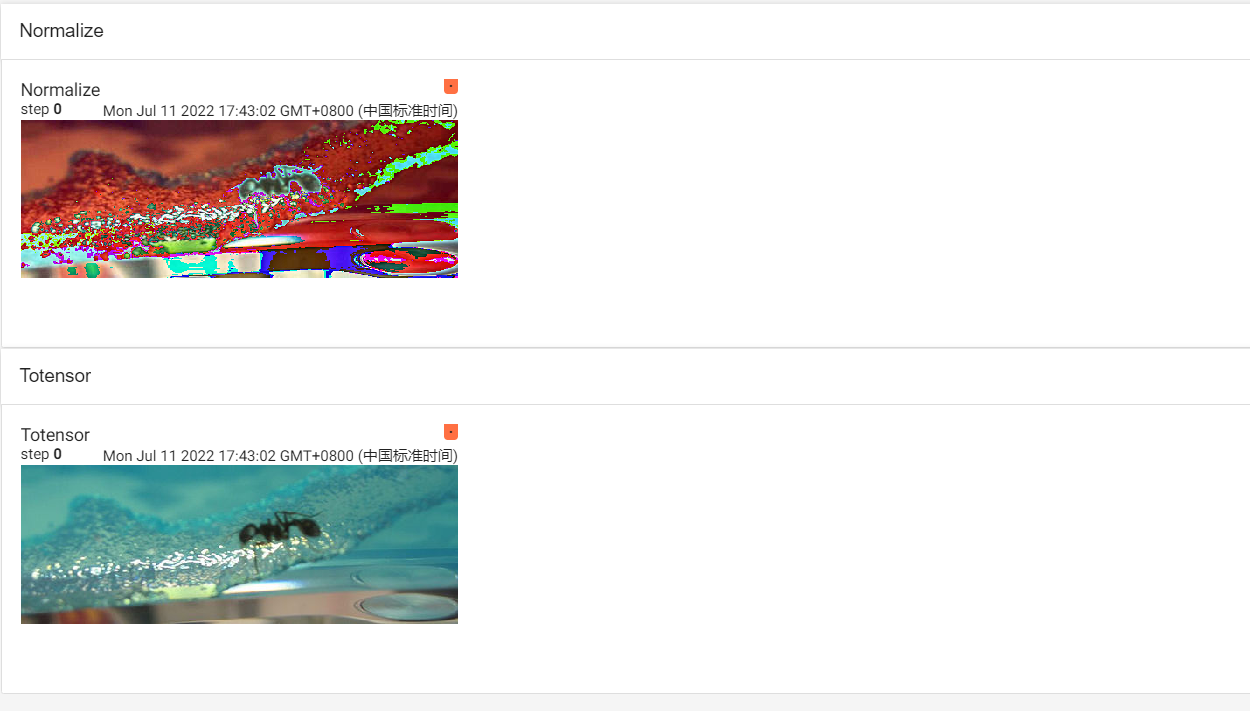 Normalize
Normalize
step 0 Mon Jul 11 2022 17:43:02 GMT+0800 (中国标准时间)
Totensor
Totensor
step 0 Mon Jul 11 2022 17:43:02 GMT+0800 (中国标准时间)